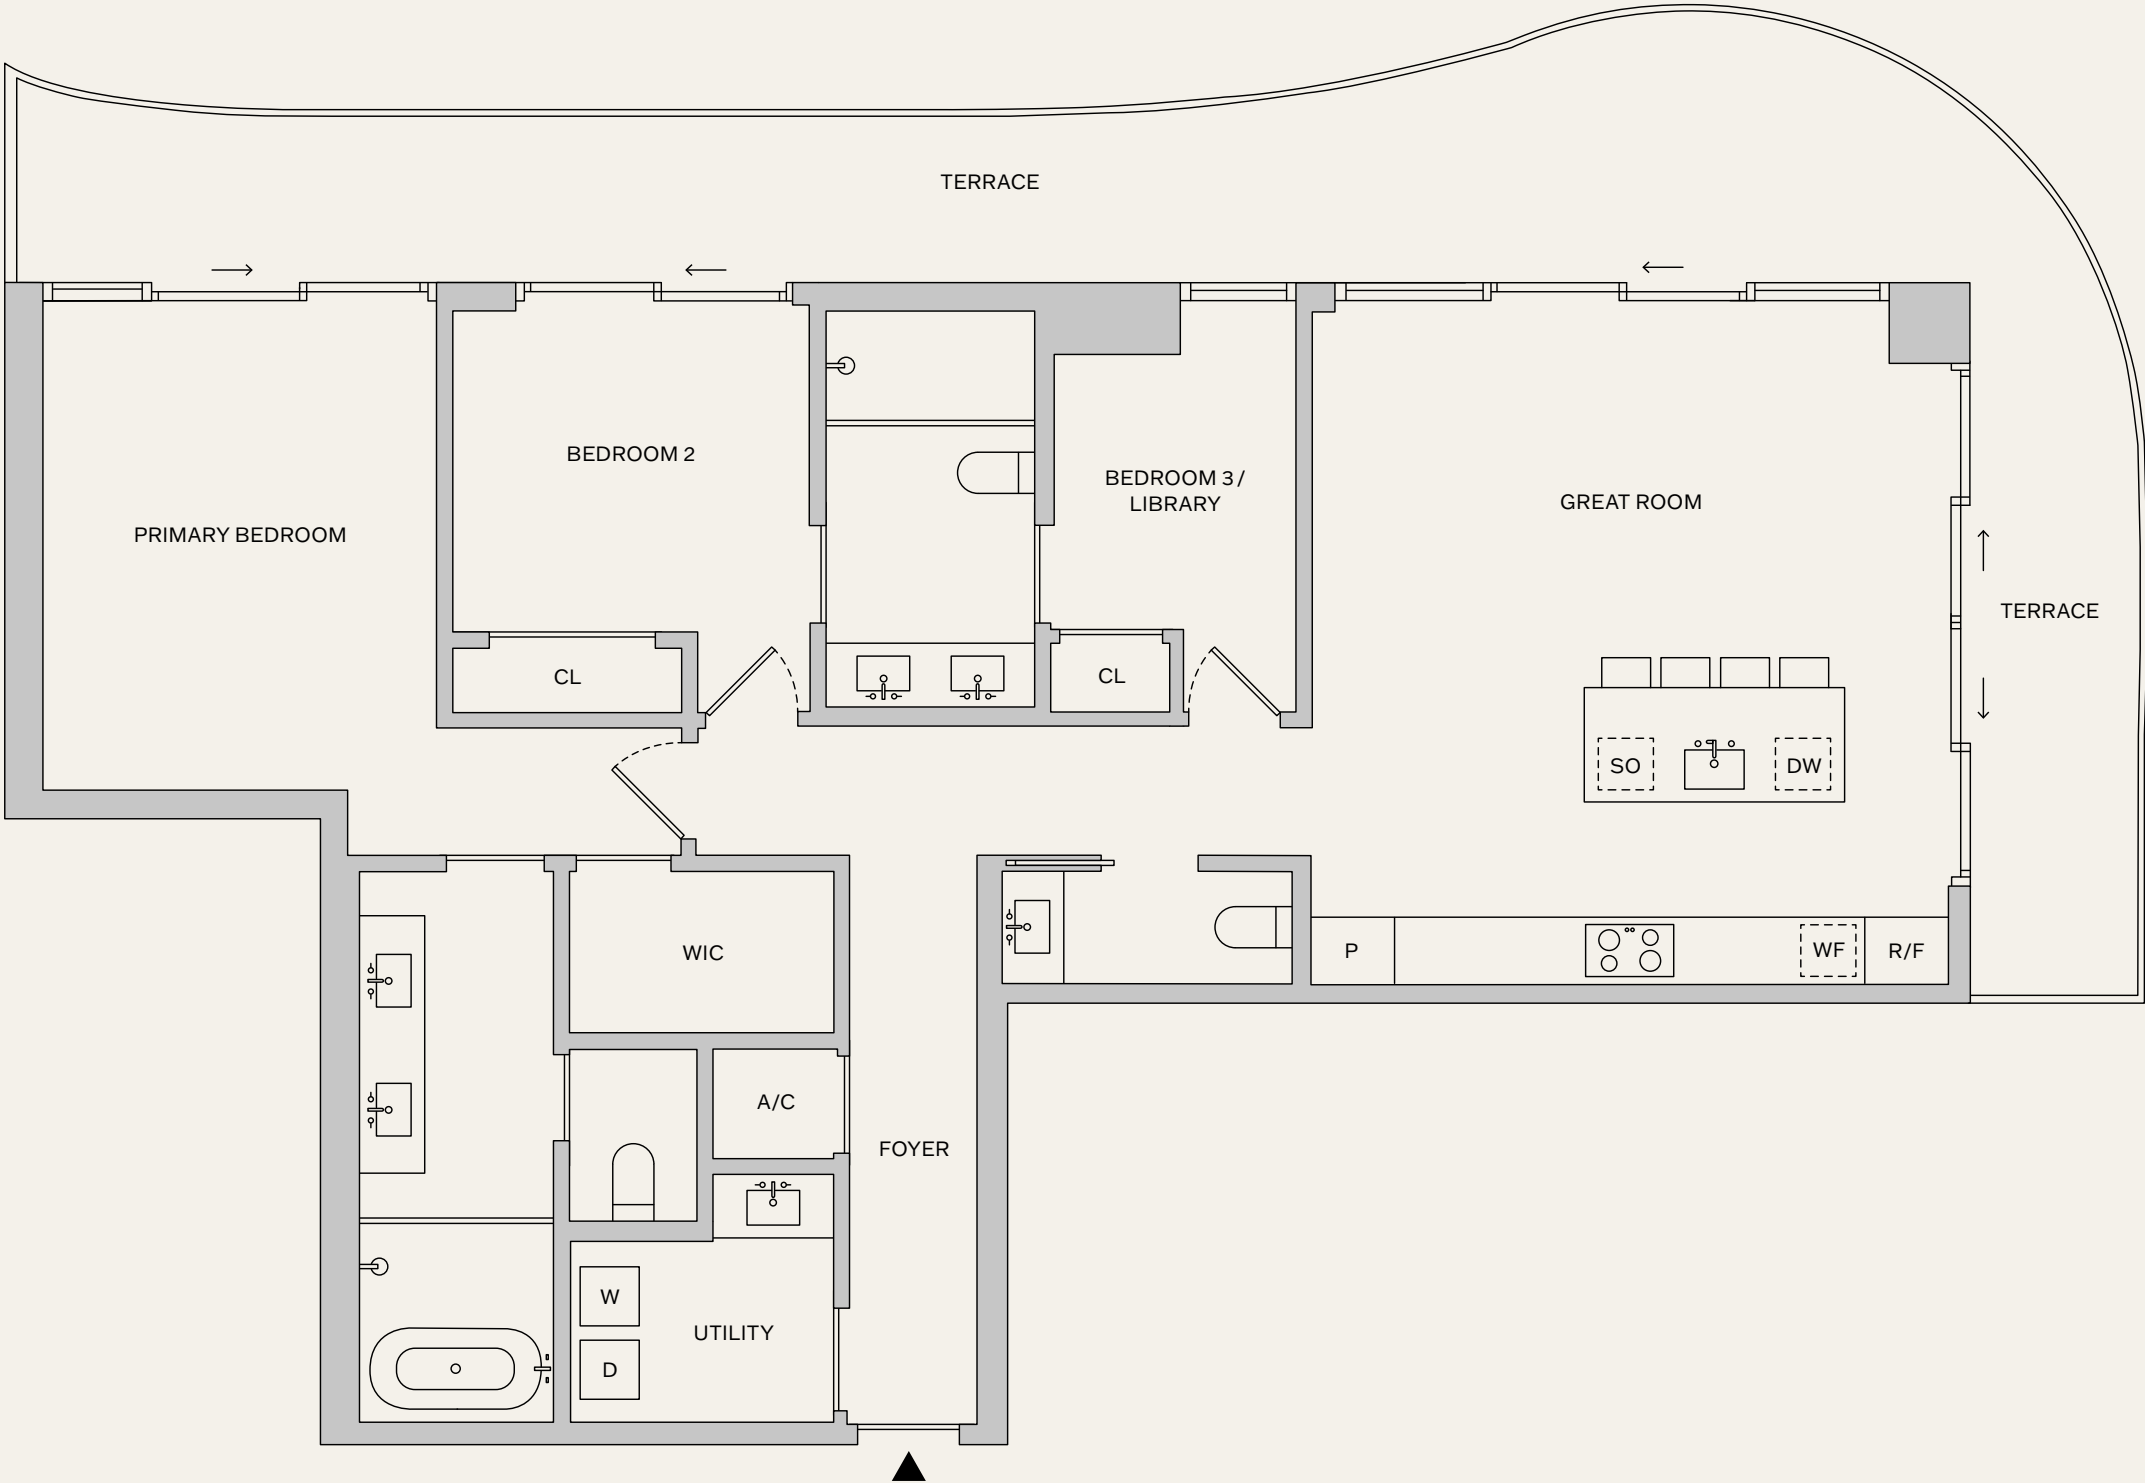 TERRACE
BEDROOM 2
BEDROOM 3 /
LIBRARY
GREAT ROOM
PRIMARY BEDROOM
TERRACE
CL
CL
SO
DW
WIC
P
WF
R/F
A/C
FOYER
W
UTILITY
D